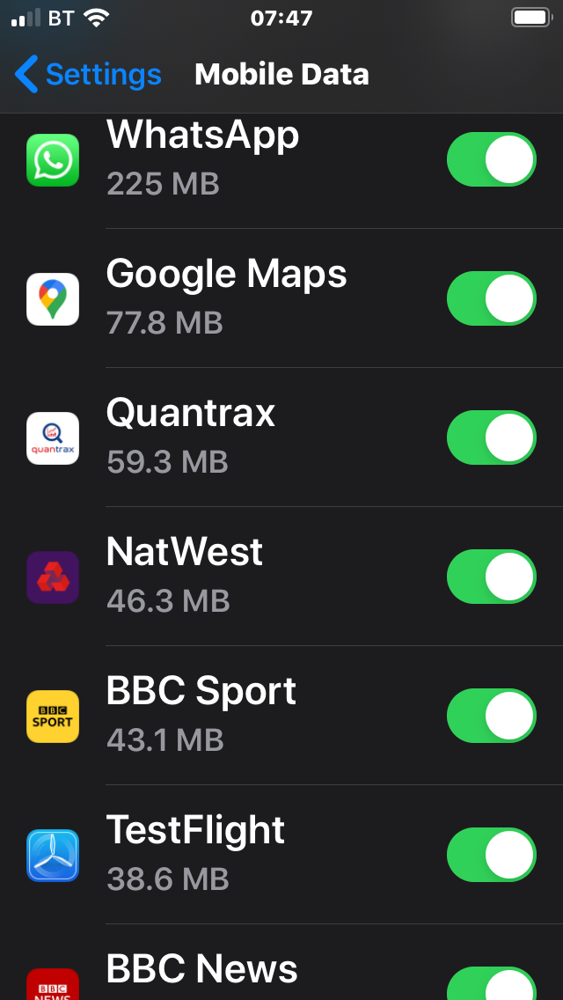 BT 07:47
Settings Mobile Data
WhatsApp
225 MB
Google Maps
77.8 MB
quantrax
Quantrax
59.3 MB
NatWest
46.3 MB
BBC
SPORT
BBC Sport
43.1 MB
TestFlight
38.6 MB
BBC
NEWS
BBC News